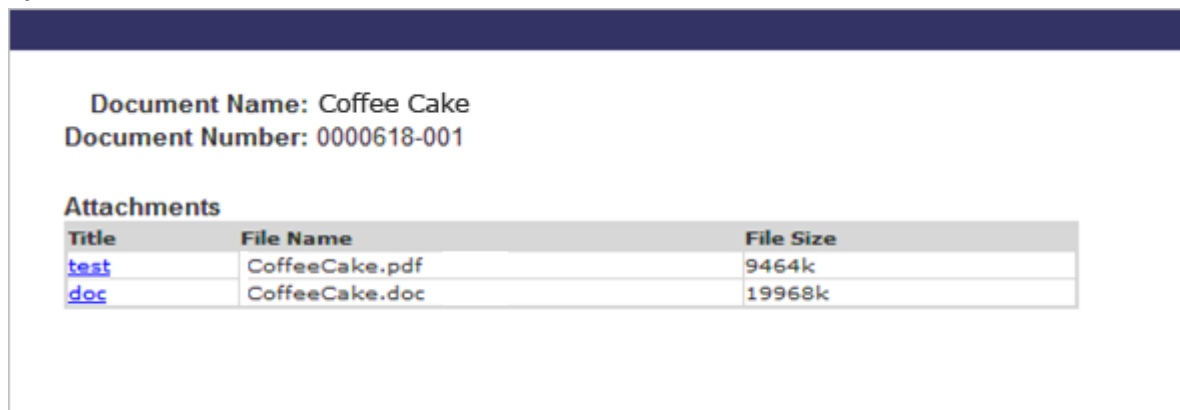 Document Name: Coffee Cake
Document Number: 0000618-001
Attachments
Title File Name File Size
test CoffeeCake.pdf 9464k
doc CoffeeCake.doc 19968k